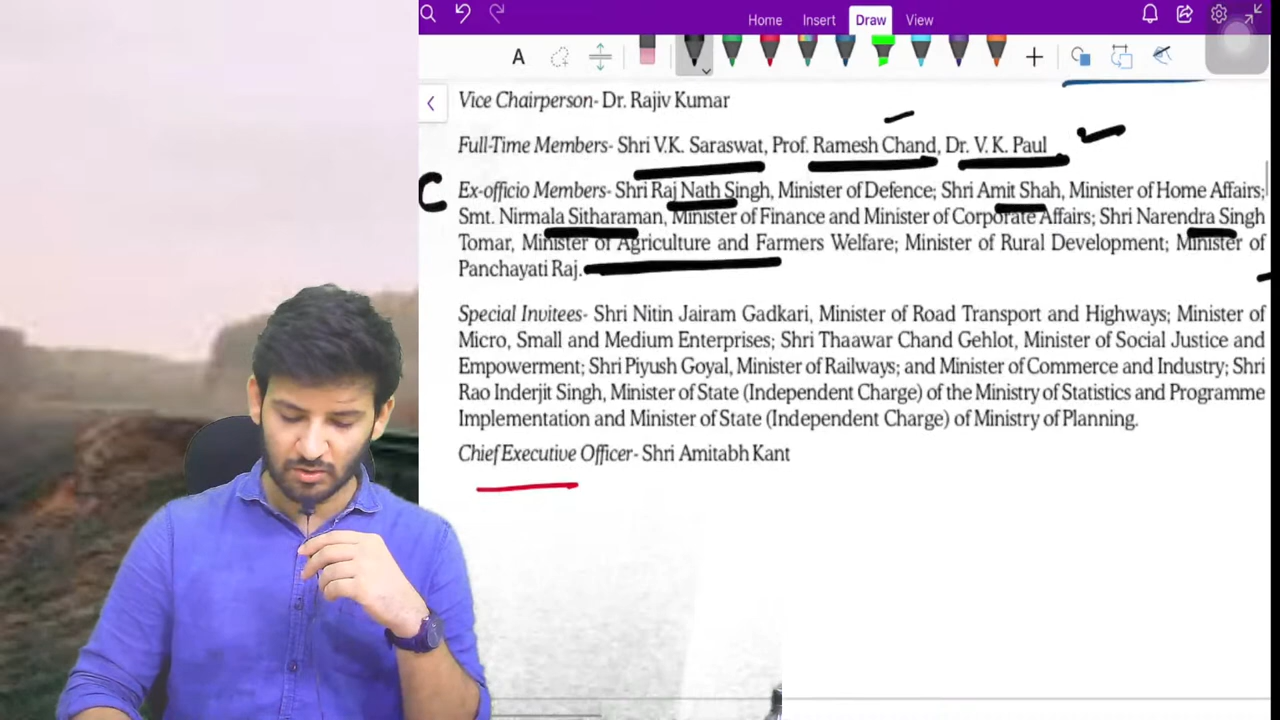 Home Insert Draw View
A
Vice Chairperson- Dr. Rajiv Kumar
Full-Time Members- Shri V.K. Saraswat, Prof. Ramesh Chand, Dr. V. K. Paul
Ex-officio Members- Shri Raj Nath Singh, Minister of Defence; Shri Amit Shah, Minister of Home Affairs;
Smt. Nirmala Sitharaman, Minister of Finance and Minister of Corporate Affairs; Shri Narendra Singh
Tomar, Minister of Agriculture and Farmers Welfare; Minister of Rural Development; Minister of
Panchayati Raj.
Special Invitees- Shri Nitin Jairam Gadkari, Minister of Road Transport and Highways; Minister of
Micro, Small and Medium Enterprises; Shri Thaawar Chand Gehlot, Minister of Social Justice and
Empowerment; Shri Piyush Goyal, Minister of Railways; and Minister of Commerce and Industry; Shri
Rao Inderjit Singh, Minister of State (Independent Charge) of the Ministry of Statistics and Programme
Implementation and Minister of State (Independent Charge) of Ministry of Planning.
Chief Executive Officer- Shri Amitabh Kant